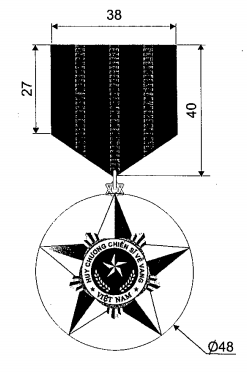 38
27
40
HUY CHƯƠNG CHIẾN SĨ VẺ VANG
VIỆT NAM
Ø48